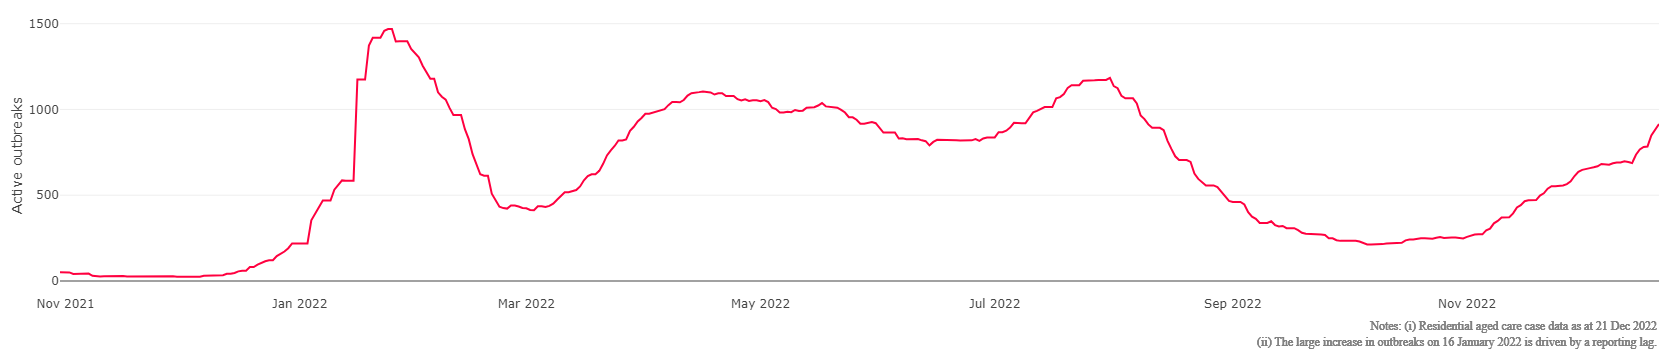 1500
1000
500
0
Active outbreaks
Nov 2021 Jan 2022 Mar 2022 May 2022 Jul 2022 Sep 2022 Nov 2022
Notes: (i) Residential aged care case data as at 21 Dec 2022
(ii) The large increase in outbreaks on 16 January 2022 is driven by a reporting lag.